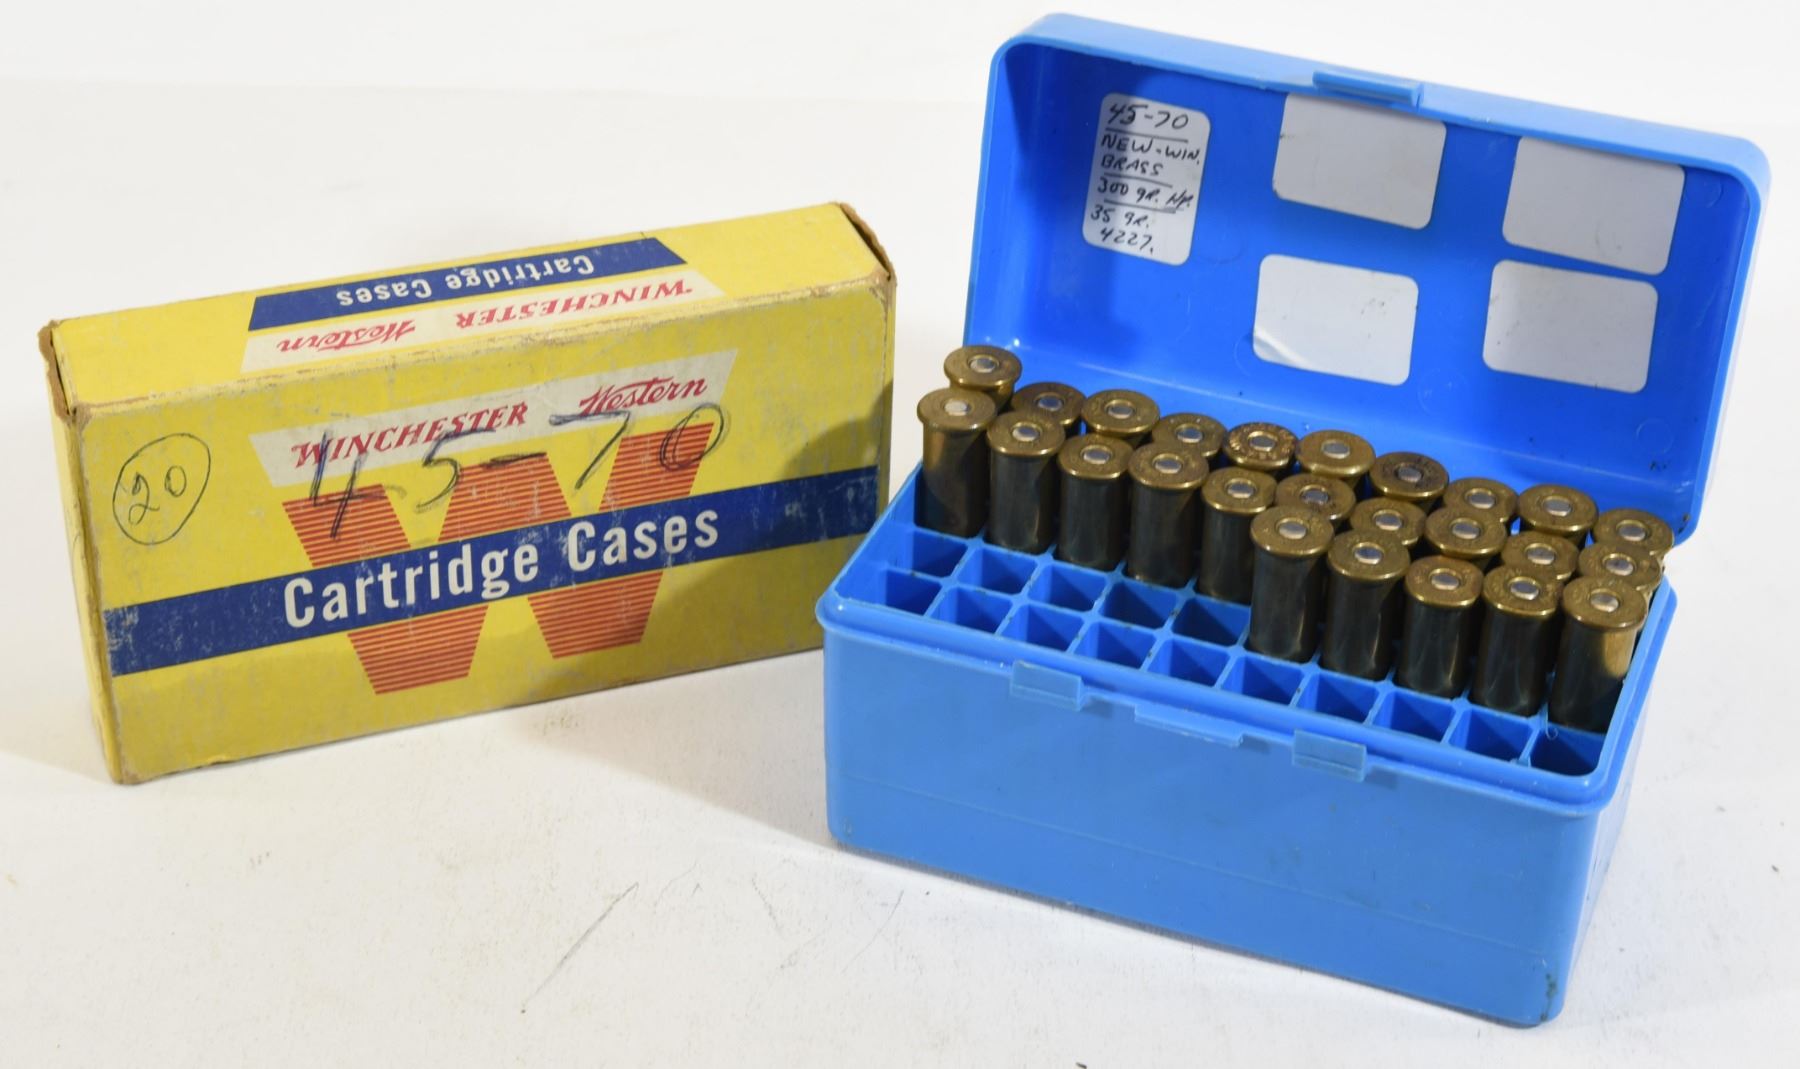 Cartridge Cases
WINCHESTER Western
WINCHESTER Western
45-70
20
Cartridge Cases
45-70
NEW-WIN.
BRASS
300 gR. HP.
35 gR.
4227.